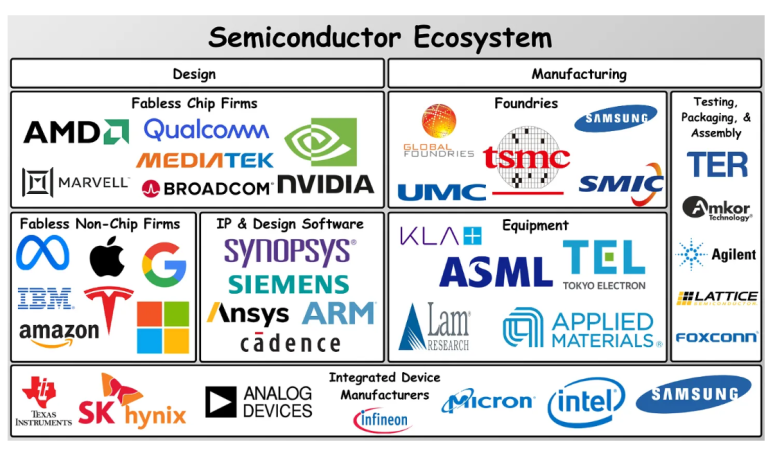 Semiconductor Ecosystem
Design
Manufacturing
Fabless Chip Firms
AMD
Qualcomm
MEDIATEK
MARVELL
BROADCOM®
NVIDIA
Foundries
GLOBAL
FOUNDRIES
tsmc
SAMSUNG
UMC
SMIC
Testing,
Packaging, &
Assembly
TER
Amkor
Technology®
Agilent
LATTICE
SEMICONDUCTOR
FOXCONN®
Fabless Non-Chip Firms
G
IBM
T
amazon
IP & Design Software
SYNOPSYS®
SIEMENS
Ansys
ARM
cādence
Equipment
KLA
ASML
TEL
TOKYO ELECTRON
Lam
RESEARCH
APPLIED
MATERIALS®
Integrated Device
Manufacturers
TEXAS
INSTRUMENTS
SK hynix
ANALOG
DEVICES
infineon
Micron
intel
SAMSUNG